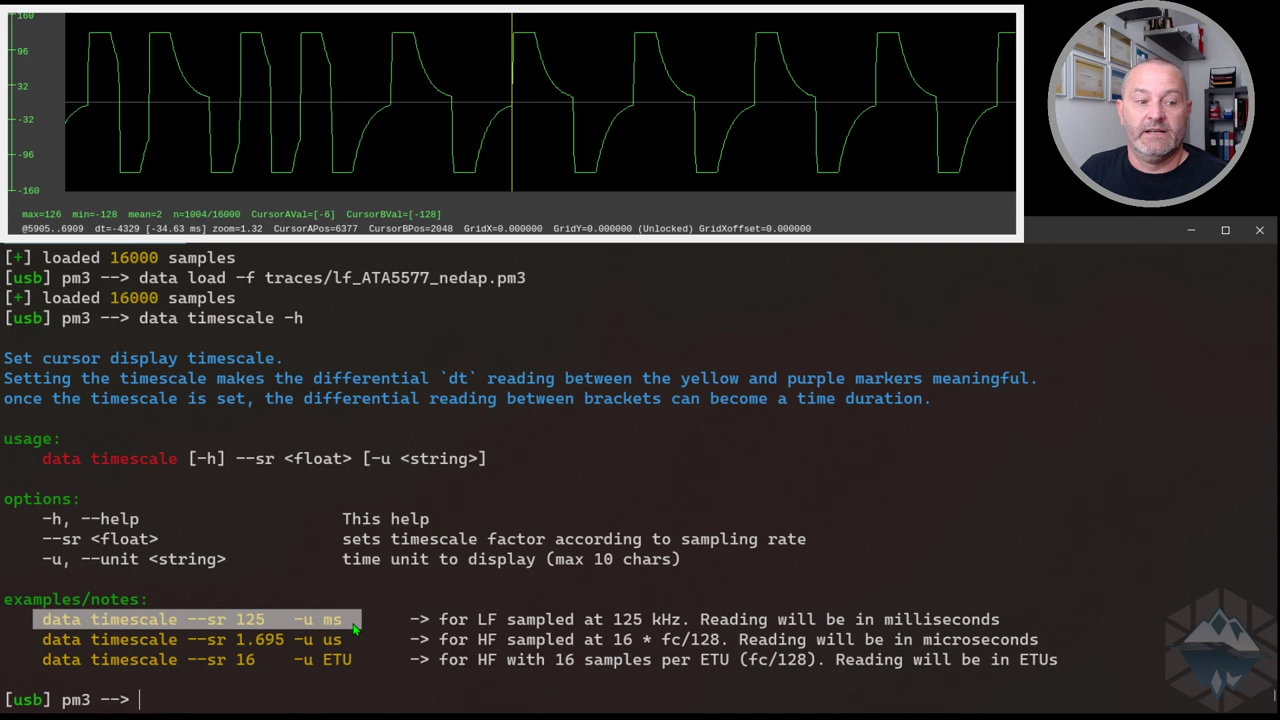 160
96
32
-32
-96
-160
max=126 min=-128 mean=2 n=1004/16000 CursorAVal=[-6] CursorBVal=[-128]
@5905..6909 dt=-4329 [-34.63 ms] zoom=1.32 CursorAPos=6377 CursorBPos=2048 GridX=0.000000 GridY=0.000000 (Unlocked) GridXoffset=0.000000
[+] loaded 16000 samples
[usb] pm3 --> data load -f traces/lf_ATA5577_nedap.pm3
[+] loaded 16000 samples
[usb] pm3 --> data timescale -h
Set cursor display timescale.
Setting the timescale makes the differential `dt` reading between the yellow and purple markers meaningful.
once the timescale is set, the differential reading between brackets can become a time duration.
usage:
data timescale [-h] --sr <float> [-u <string>]
options:
-h, --help This help
--sr <float> sets timescale factor according to sampling rate
-u, --unit <string> time unit to display (max 10 chars)
examples/notes:
data timescale --sr 125 -u ms -> for LF sampled at 125 kHz. Reading will be in milliseconds
data timescale --sr 1.695 -u us -> for HF sampled at 16 * fc/128. Reading will be in microseconds
data timescale --sr 16 -u ETU -> for HF with 16 samples per ETU (fc/128). Reading will be in ETUs
[usb] pm3 -->